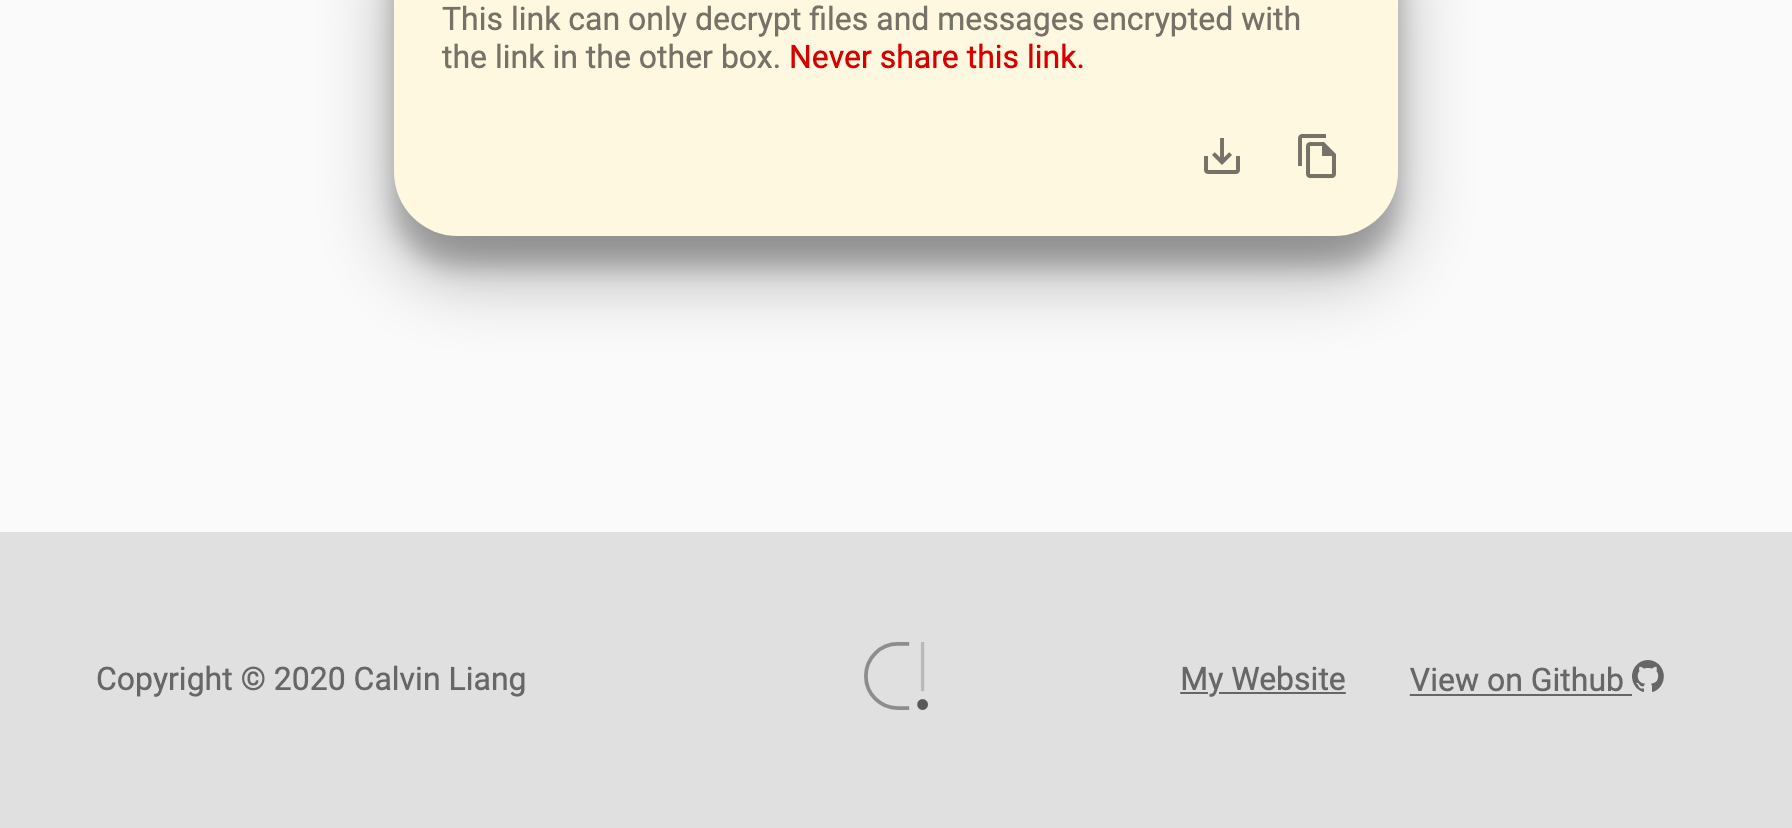 This link can only decrypt files and messages encrypted with
the link in the other box. Never share this link.
Copyright © 2020 Calvin Liang
My Website
View on Github